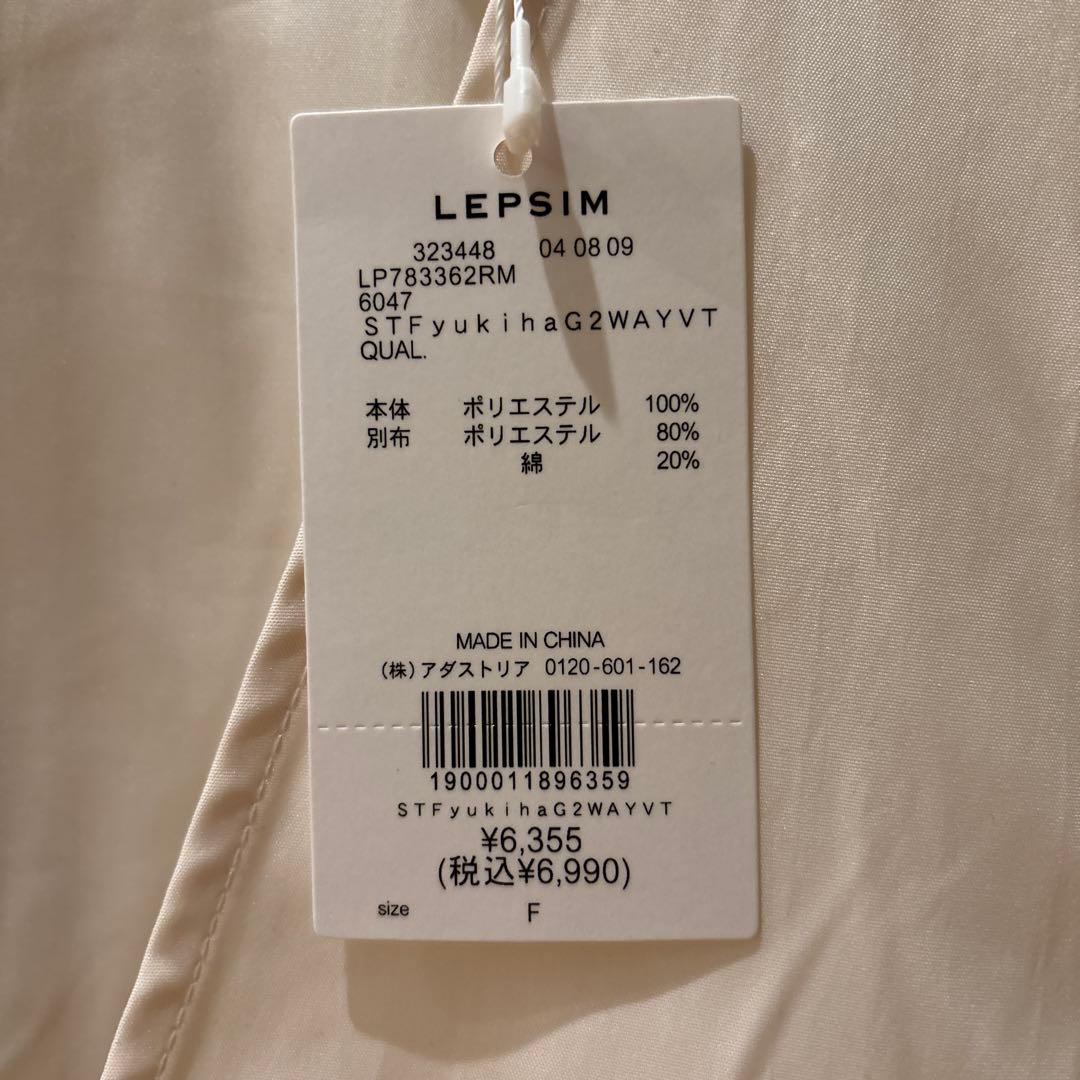 LEPSIM
323448 04 08 09
LP783362RM
6047
STFyukihaG2WAYVT
QUAL.
本体 ポリエステル 100%
別布 ポリエステル 80%
綿 20%
MADE IN CHINA
(株)アダストリア 0120-601-162
1900011896359
STFyukihaG2WAYVT
¥6,355
(税込¥6,990)
size F